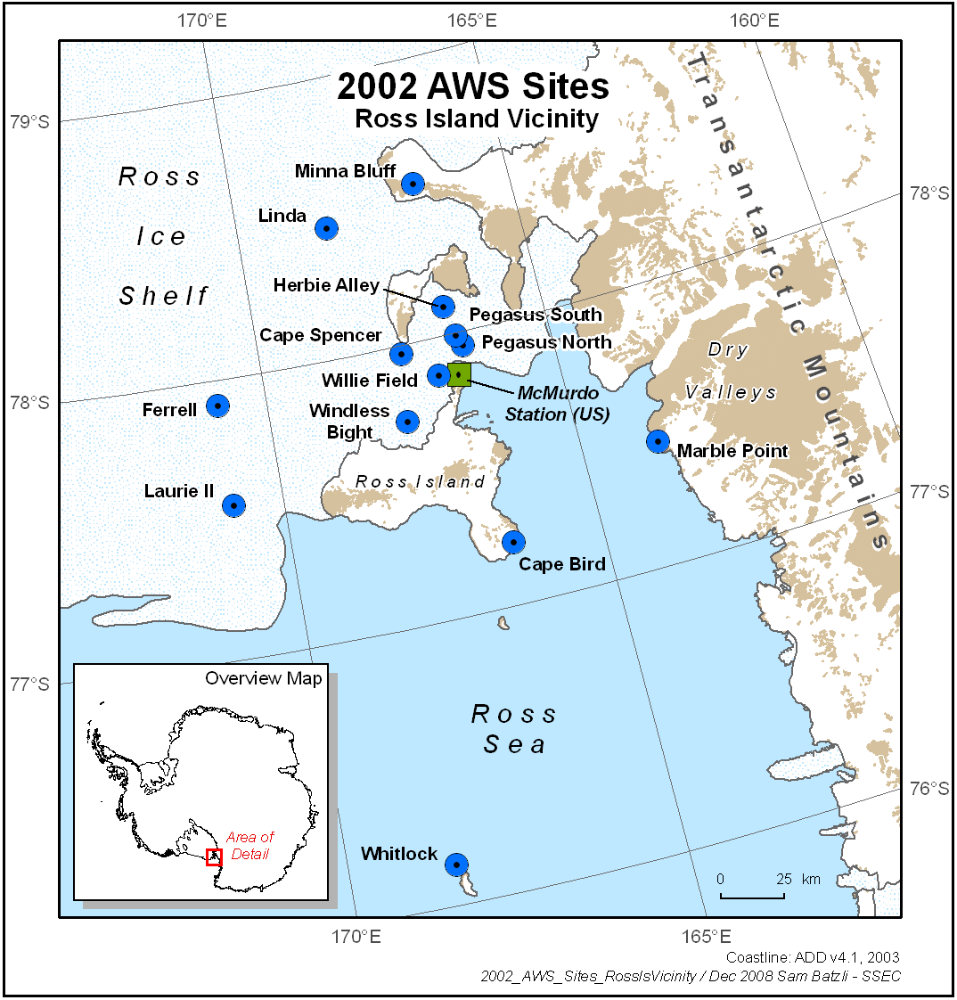 170°E
165°E
160°E
2002 AWS Sites
Ross Island Vicinity
79°S
78°S
77°S
78°S
77°S
76°S
Transantarctic Mountains
Ross
Ice
Shelf
Minna Bluff
Linda
Herbie Alley
Pegasus South
Cape Spencer
Pegasus North
Dry
Valleys
Willie Field
McMurdo
Station (US)
Ferrell
Windless
Bight
Marble Point
Ross Island
Laurie II
Cape Bird
Overview Map
Area of
Detail
Ross
Sea
Whitlock
0 25 km
170°E
165°E
Coastline: ADD v4.1, 2003
2002_AWS_Sites_RossIsVicinity / Dec 2008 Sam Batzli - SSEC